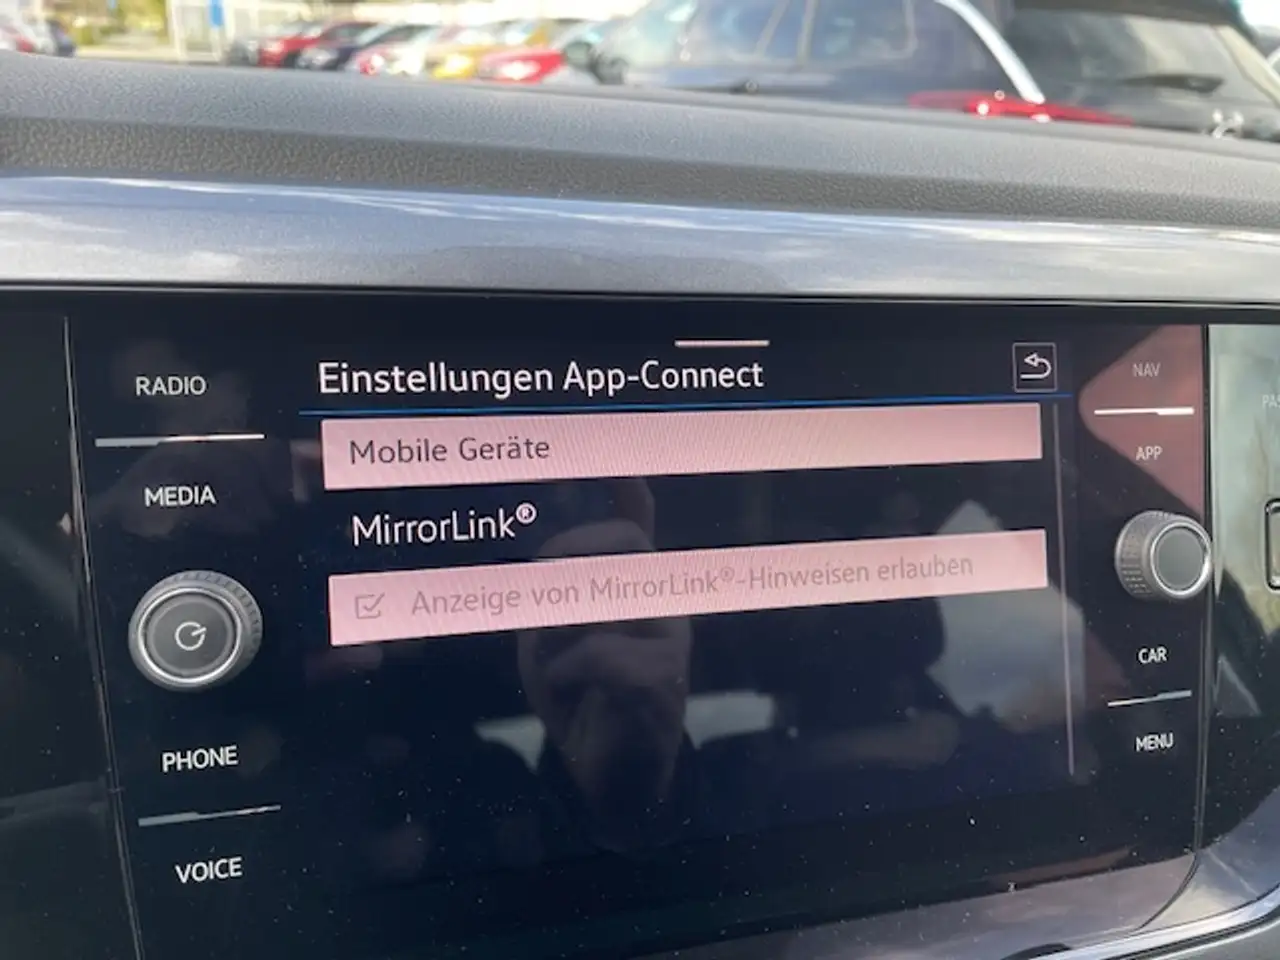 RADIO
MEDIA
PHONE
VOICE
Einstellungen App-Connect
Mobile Geräte
MirrorLink®
Anzeige von MirrorLink®-Hinweisen erlauben
NAV
APP
CAR
MENU